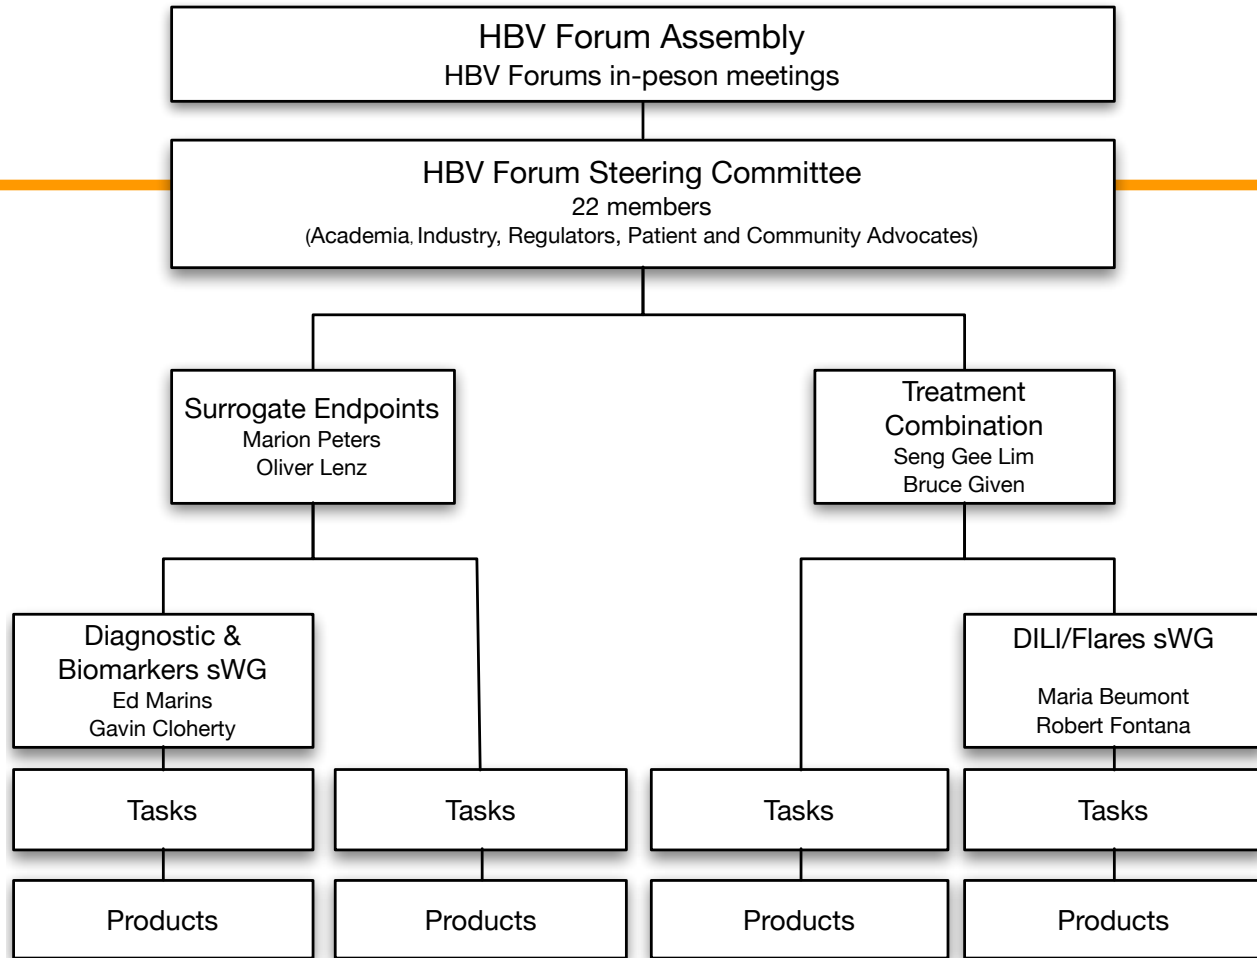 HBV Forum Assembly
HBV Forums in-peson meetings
HBV Forum Steering Committee
22 members
(Academia, Industry, Regulators, Patient and Community Advocates)
Surrogate Endpoints
Marion Peters
Oliver Lenz
Treatment
Combination
Seng Gee Lim
Bruce Given
Diagnostic &
Biomarkers sWG
Ed Marins
Gavin Cloherty
DILI/Flares sWG
Maria Beumont
Robert Fontana
Tasks
Tasks
Tasks
Tasks
Products
Products
Products
Products